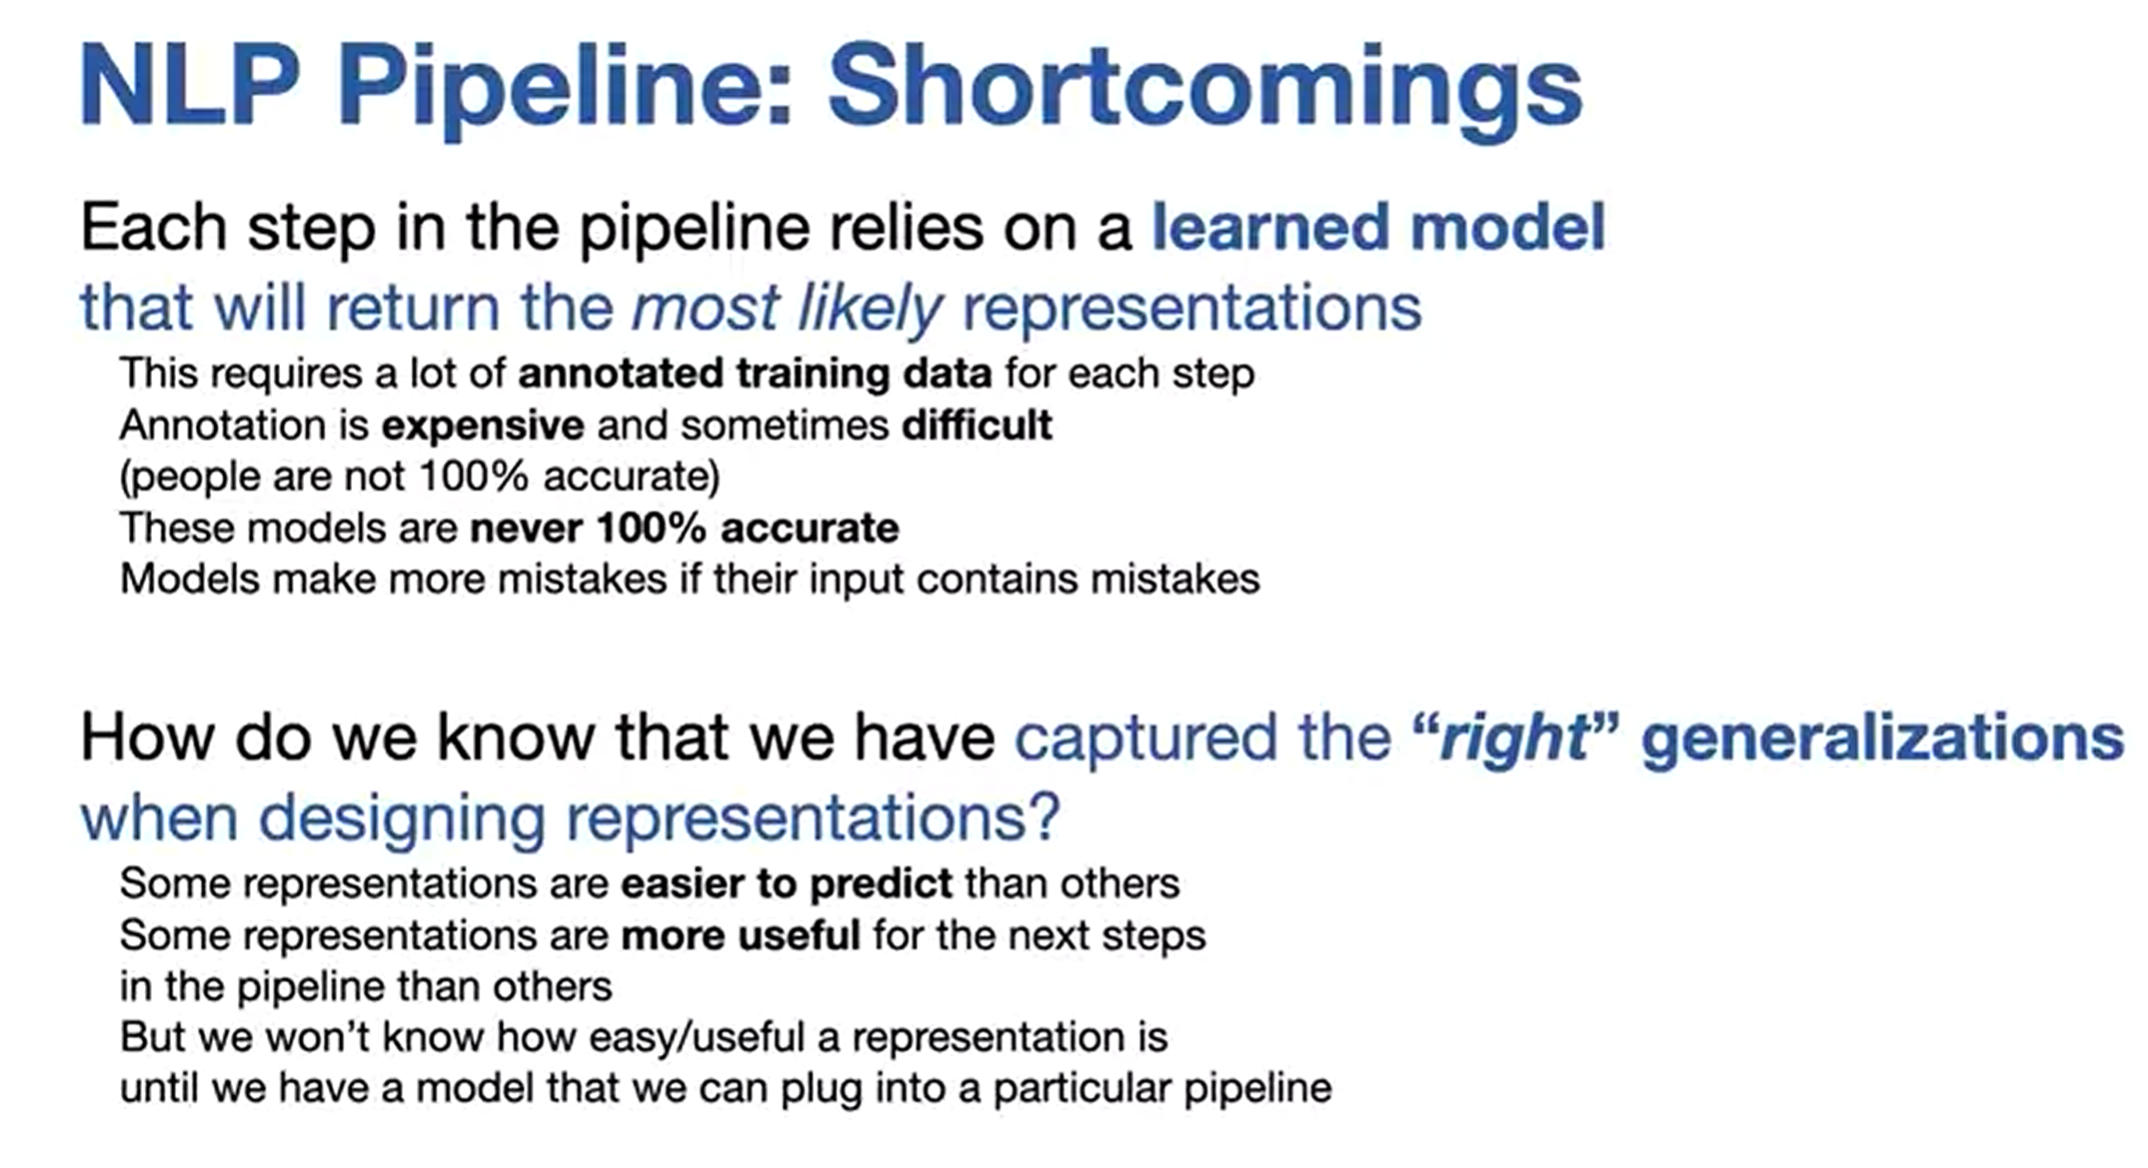 NLP Pipeline: Shortcomings
Each step in the pipeline relies on a learned model
that will return the most likely representations
This requires a lot of annotated training data for each step
Annotation is expensive and sometimes difficult
(people are not 100% accurate)
These models are never 100% accurate
Models make more mistakes if their input contains mistakes
How do we know that we have captured the “right” generalizations
when designing representations?
Some representations are easier to predict than others
Some representations are more useful for the next steps
in the pipeline than others
But we won’t know how easy/useful a representation is
until we have a model that we can plug into a particular pipeline